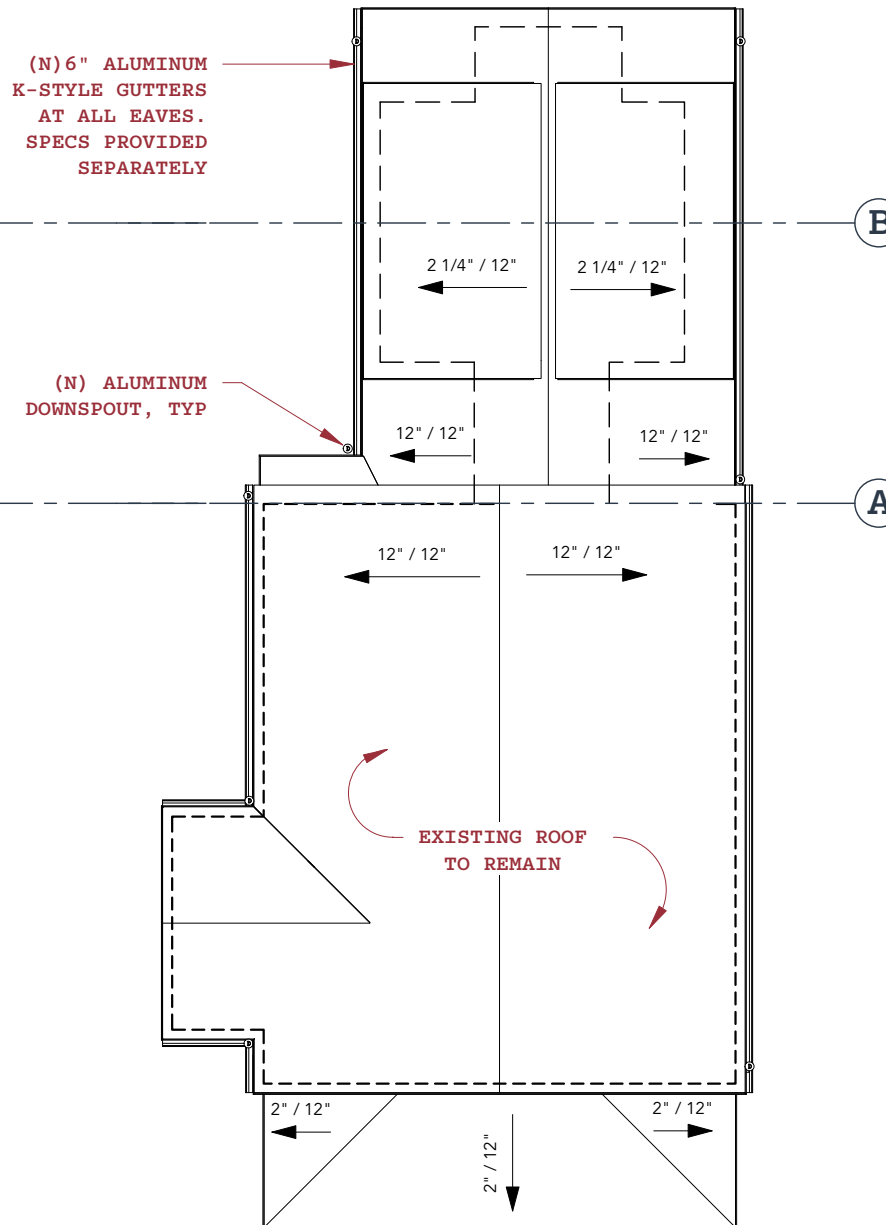 (N)6" ALUMINUM
K-STYLE GUTTERS
AT ALL EAVES.
SPECS PROVIDED
SEPARATELY
B
2 1/4" / 12"
2 1/4" / 12"
(N) ALUMINUM
DOWNSPOUT, TYP
12" / 12"
12" / 12"
A
12" / 12"
12" / 12"
EXISTING ROOF
TO REMAIN
2" / 12"
2" / 12"
2" / 12"